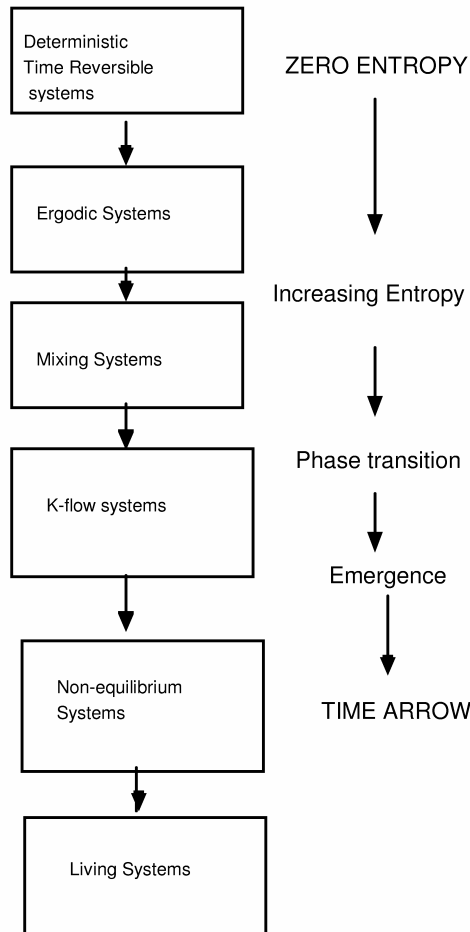 Deterministic
Time Reversible
systems
ZERO ENTROPY
Ergodic Systems
Increasing Entropy
Mixing Systems
Phase transition
K-flow systems
Emergence
Non-equilibrium
Systems
TIME ARROW
Living Systems